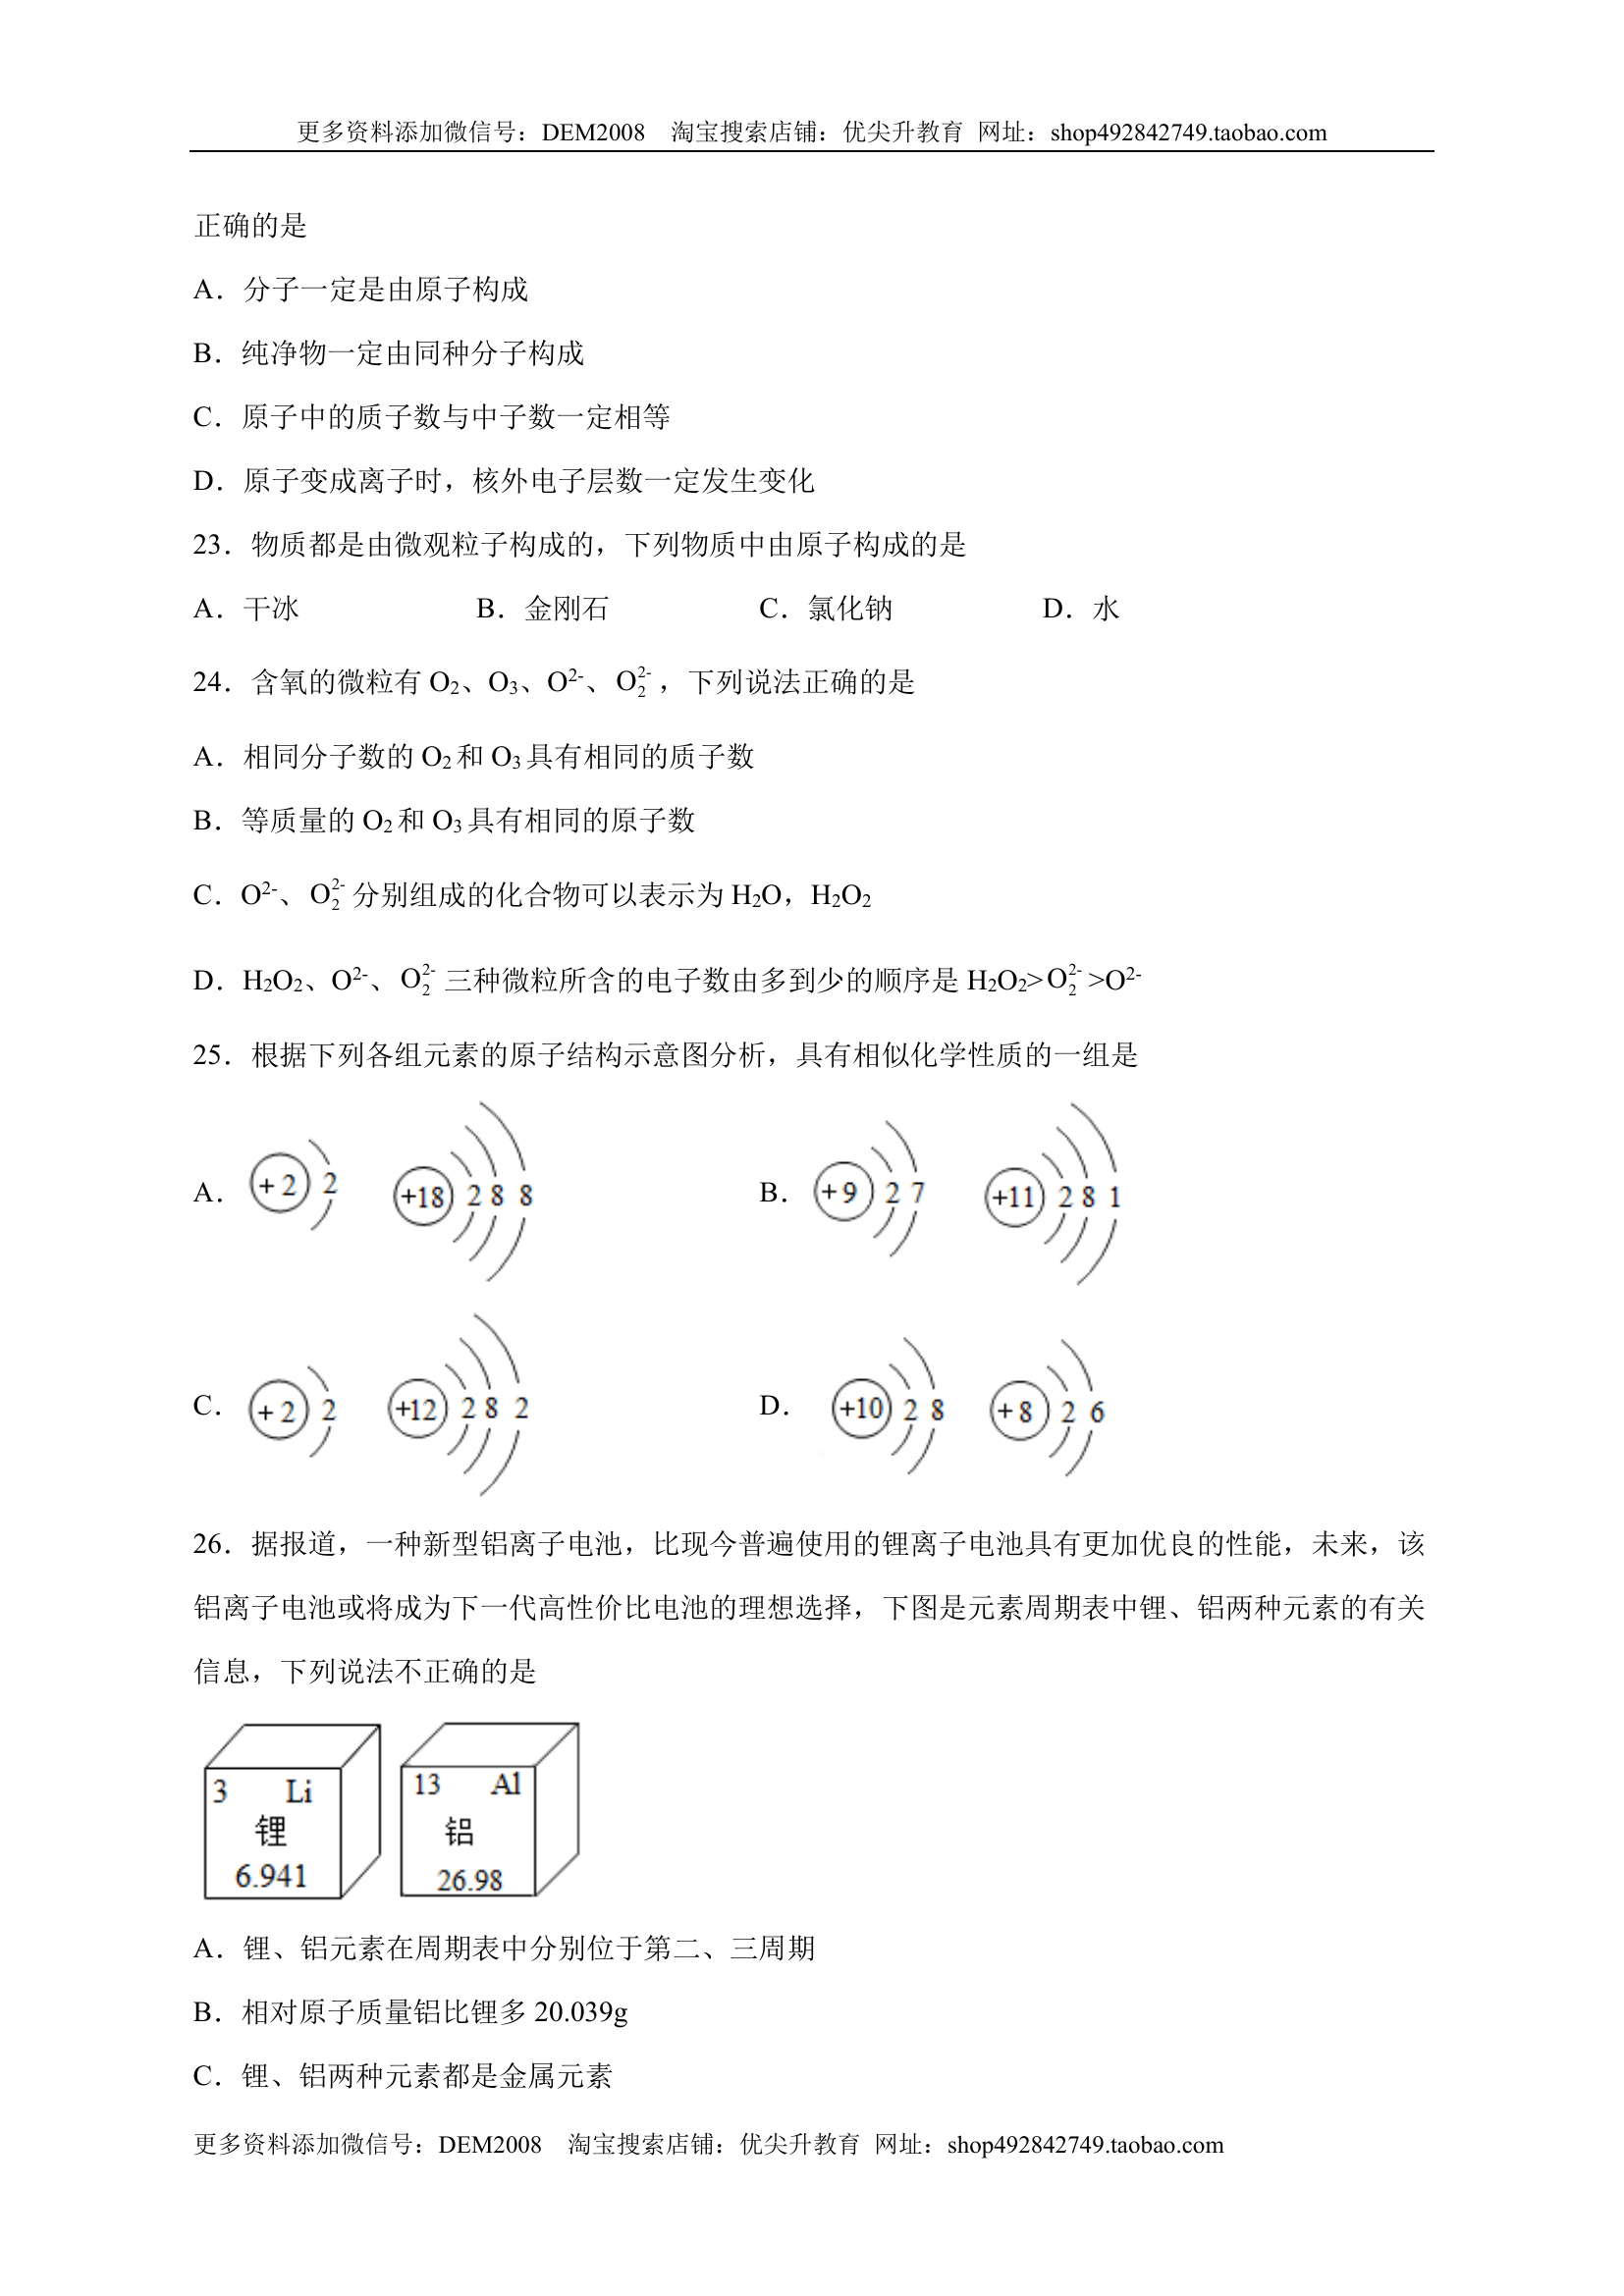 更多资料添加微信号：DEM2008 淘宝搜索店铺：优尖升教育 网址：shop492842749.taobao.com
正确的是
A．分子一定是由原子构成
B．纯净物一定由同种分子构成
C．原子中的质子数与中子数一定相等
D．原子变成离子时，核外电子层数一定发生变化
23．物质都是由微观粒子构成的，下列物质中由原子构成的是
A．干冰 B．金刚石 C．氯化钠 D．水
24．含氧的微粒有 O₂、O₃、O²⁻、O₂²⁻，下列说法正确的是
A．相同分子数的 O₂和 O₃具有相同的质子数
B．等质量的 O₂和 O₃具有相同的原子数
C．O²⁻、O₂²⁻分别组成的化合物可以表示为 H₂O，H₂O₂
D．H₂O₂、O²⁻、O₂²⁻三种微粒所含的电子数由多到少的顺序是 H₂O₂>O₂²⁻>O²⁻
25．根据下列各组元素的原子结构示意图分析，具有相似化学性质的一组是
A． +2 2 +18 2 8 8 B． +9 2 7 +11 2 8 1
C． +2 2 +12 2 8 2 D． +10 2 8 +8 2 6
26．据报道，一种新型铝离子电池，比现今普遍使用的锂离子电池具有更加优良的性能，未来，该
铝离子电池或将成为下一代高性价比电池的理想选择，下图是元素周期表中锂、铝两种元素的有关
信息，下列说法不正确的是
3 Li 13 Al
锂 铝
6.941 26.98
A．锂、铝元素在周期表中分别位于第二、三周期
B．相对原子质量铝比锂多 20.039g
C．锂、铝两种元素都是金属元素
更多资料添加微信号：DEM2008 淘宝搜索店铺：优尖升教育 网址：shop492842749.taobao.com